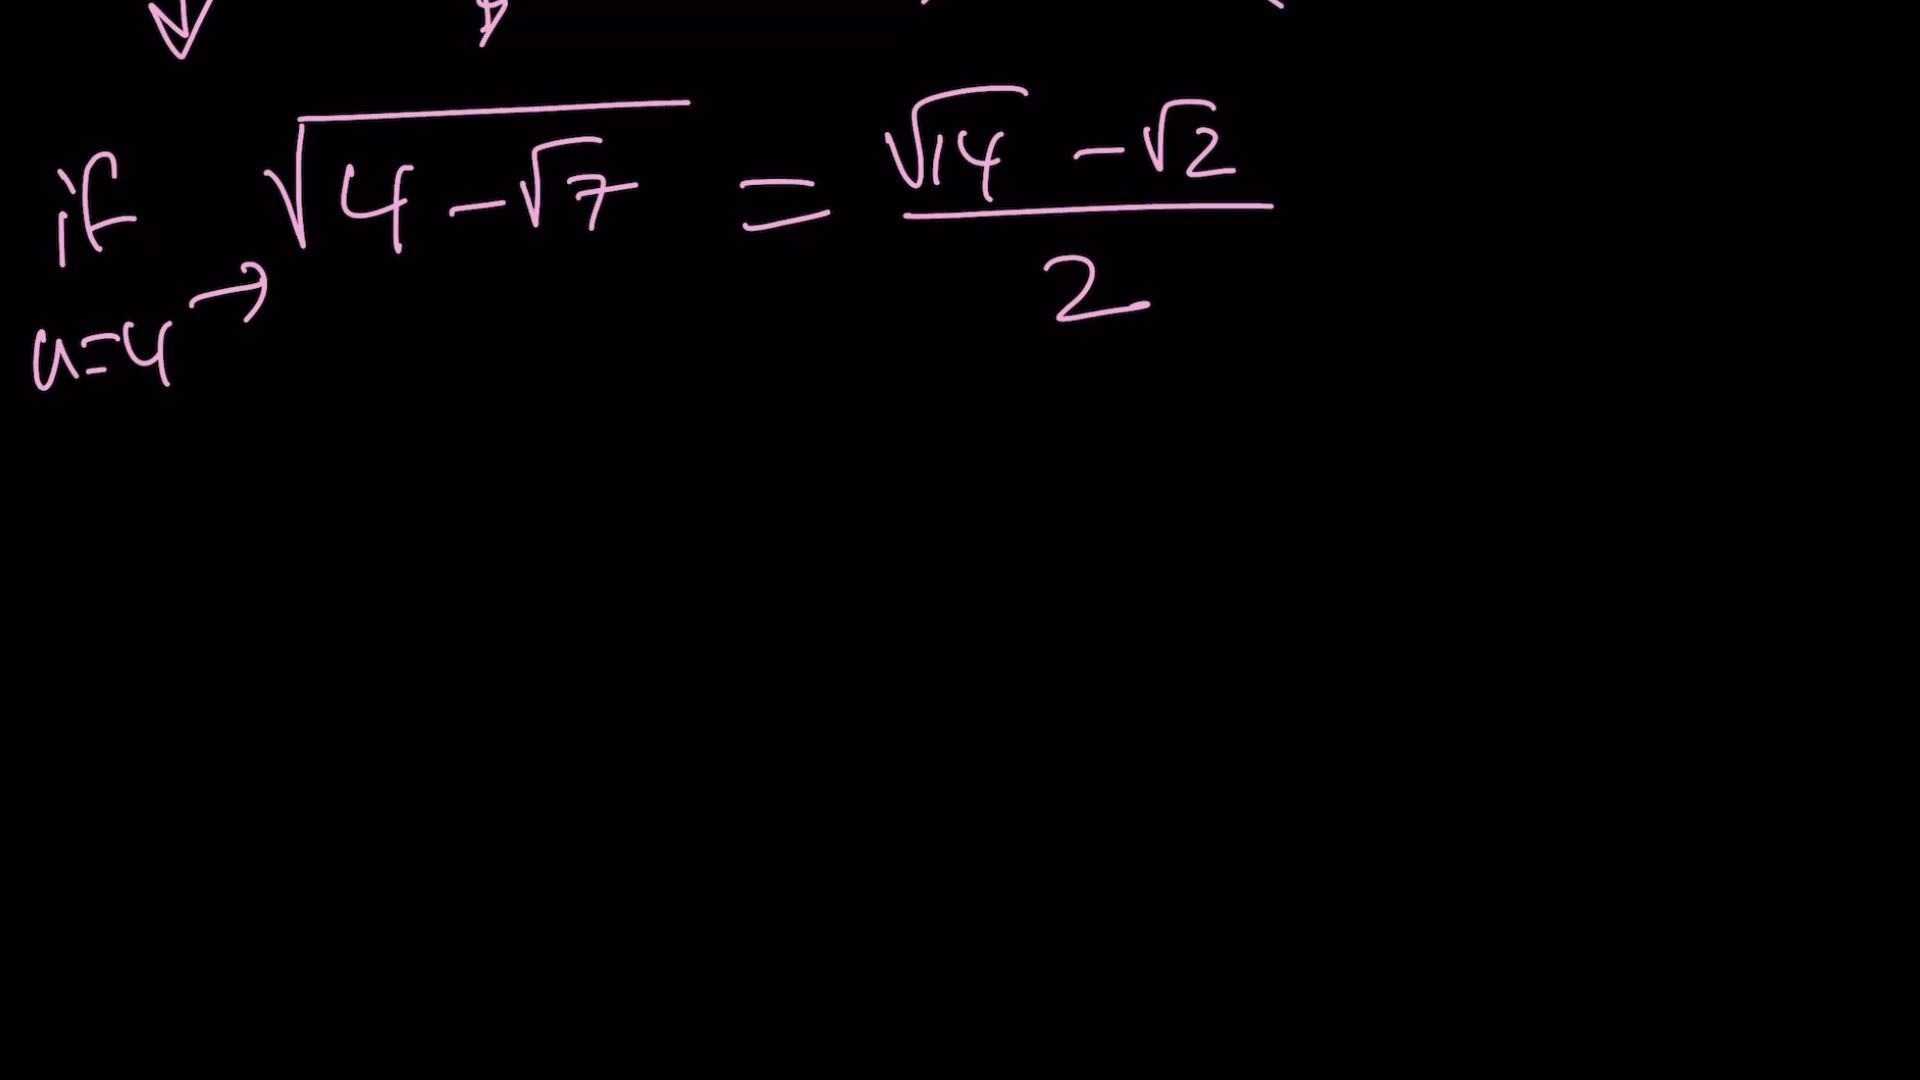 if √(4-√7) = (√14 - √2)/2
a=4 →